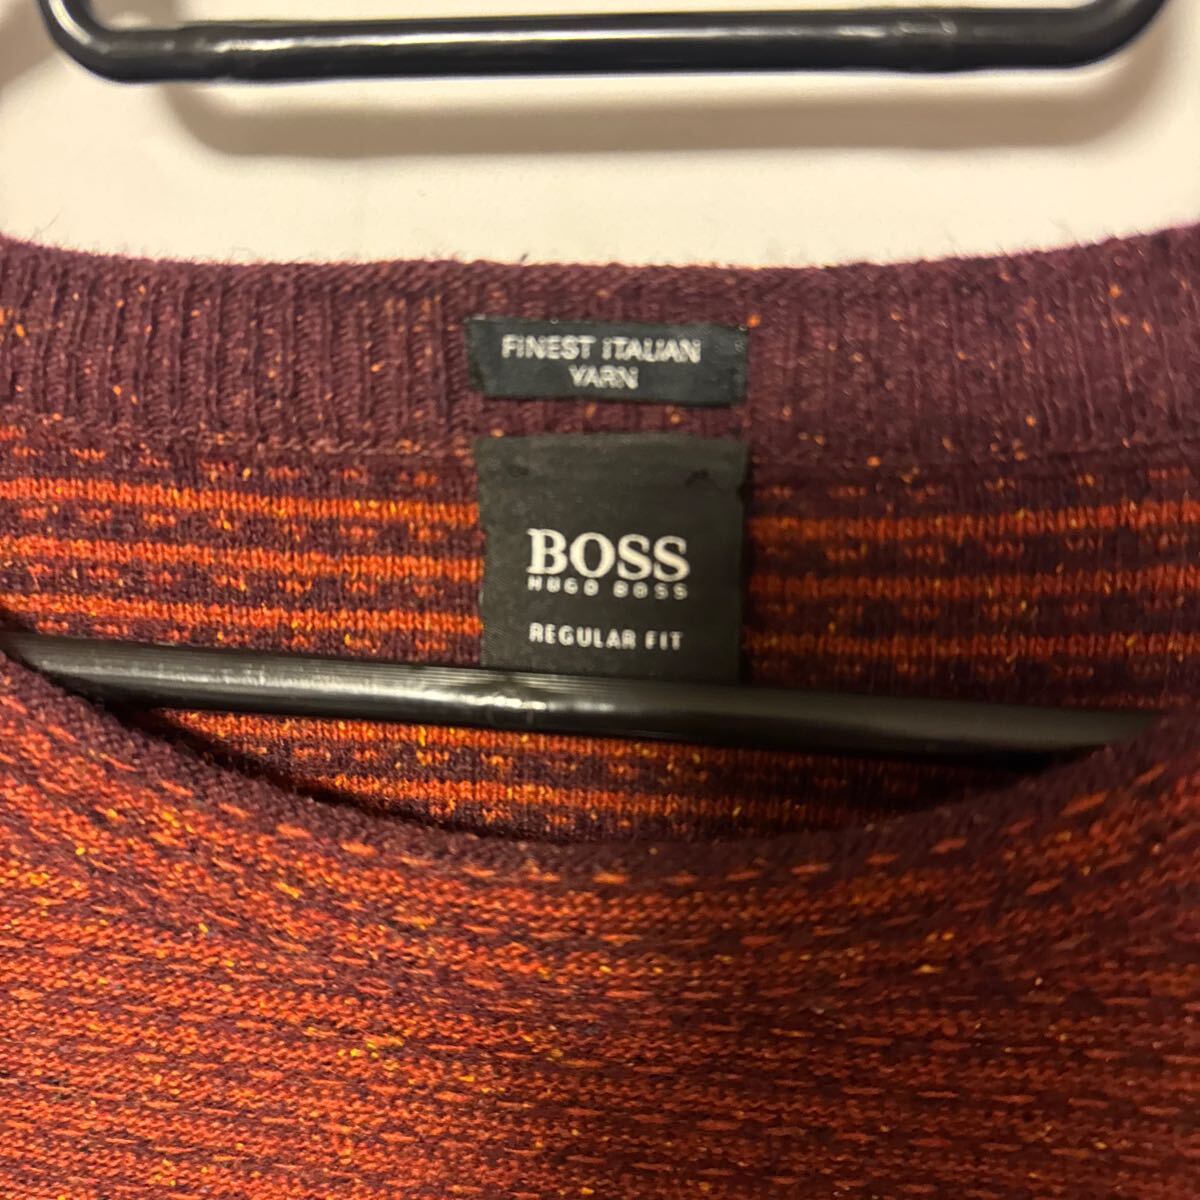 FINEST ITALIAN
YARN
BOSS
HUGO BOSS
REGULAR FIT